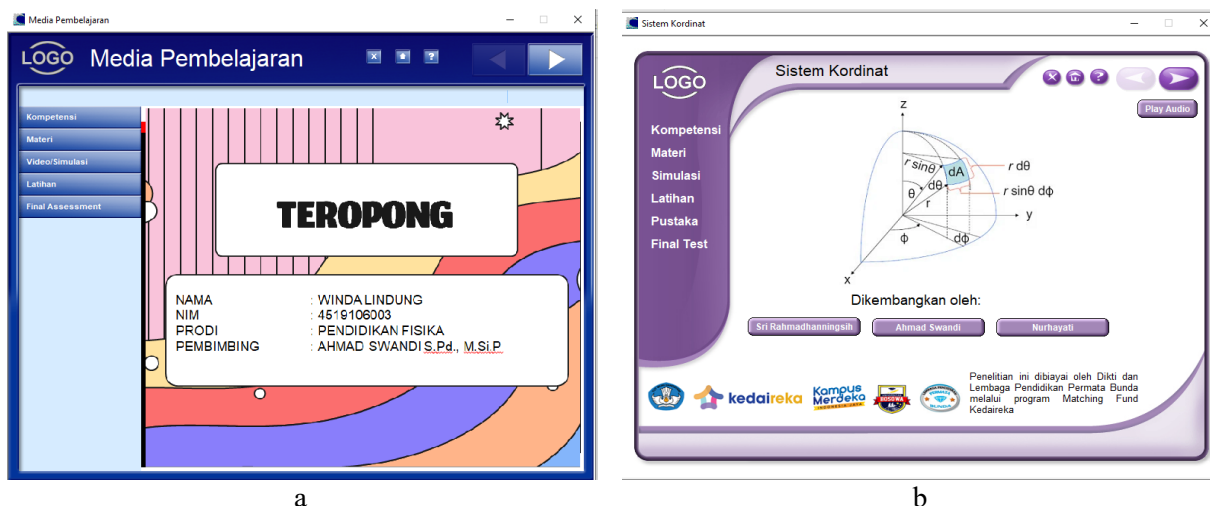 Media Pembelajaran
LOGO Media Pembelajaran
Kompetensi
Materi
Video/Simulasi
Latihan
Final Assessment
TEROPONG
NAMA : WINDA LINDUNG
NIM : 4519106003
PRODI : PENDIDIKAN FISIKA
PEMBIMBING : AHMAD SWANDI S.Pd., M.Si.P
a
Sistem Kordinat
LOGO
Sistem Kordinat
Play Audio
Kompetensi
Materi
Simulasi
Latihan
Pustaka
Final Test
z
r sinθ
dA
r dθ
θ
dθ
r sinθ dϕ
r
y
ϕ
dϕ
x
Dikembangkan oleh:
Sri Rahmadhanningsih Ahmad Swandi Nurhayati
kedaireka
Kampus
Merdeka
INDONESIA JAYA
BOSOWA
Penelitian ini dibiayai oleh Dikti dan
Lembaga Pendidikan Permata Bunda
melalui program Matching Fund
Kedaireka
b